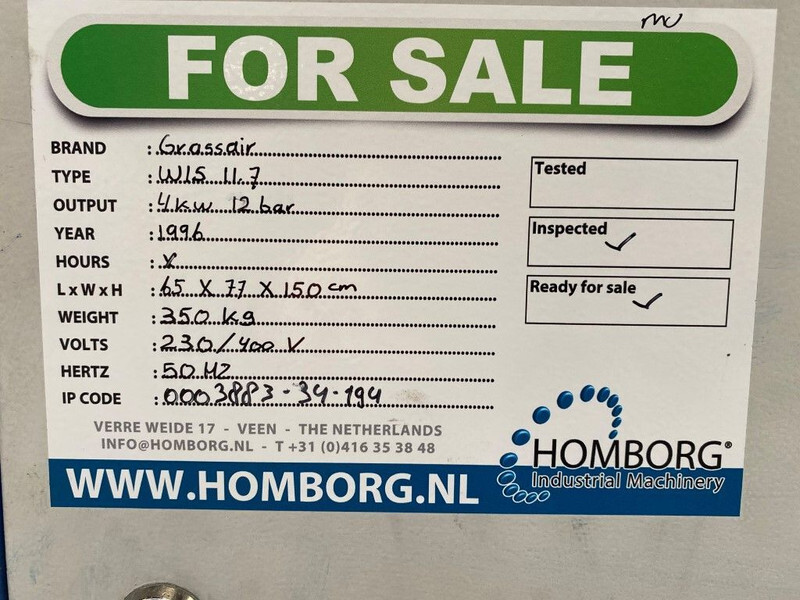 mu
FOR SALE
BRAND : Grassair
TYPE : WIS 11.7
OUTPUT : 4kw 12 bar
YEAR : 1996
HOURS : X
L x W x H : 65 X 77 X 150 cm
WEIGHT : 350 kg
VOLTS : 230/400 V
HERTZ : 50 HZ
IP CODE : 0003883-34-194
Tested
Inspected ✓
Ready for sale ✓
VERRE WEIDE 17 - VEEN - THE NETHERLANDS
INFO@HOMBORG.NL - T +31 (0)416 35 38 48
WWW.HOMBORG.NL
HOMBORG®
Industrial Machinery